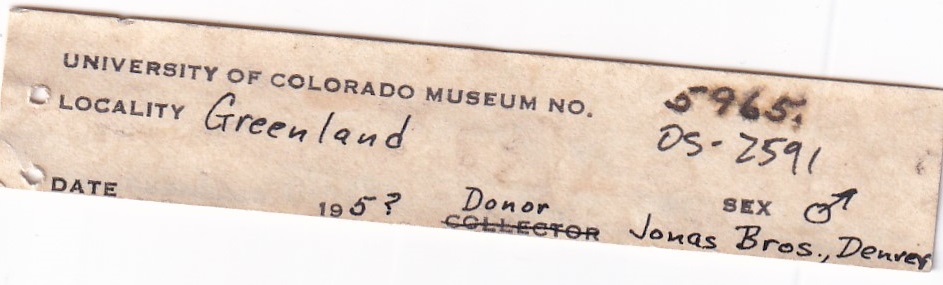 UNIVERSITY OF COLORADO MUSEUM NO. 5965.
OS-2591
LOCALITY Greenland
DATE 195? Donor SEX ♂
COLLECTOR Jonas Bros., Denver